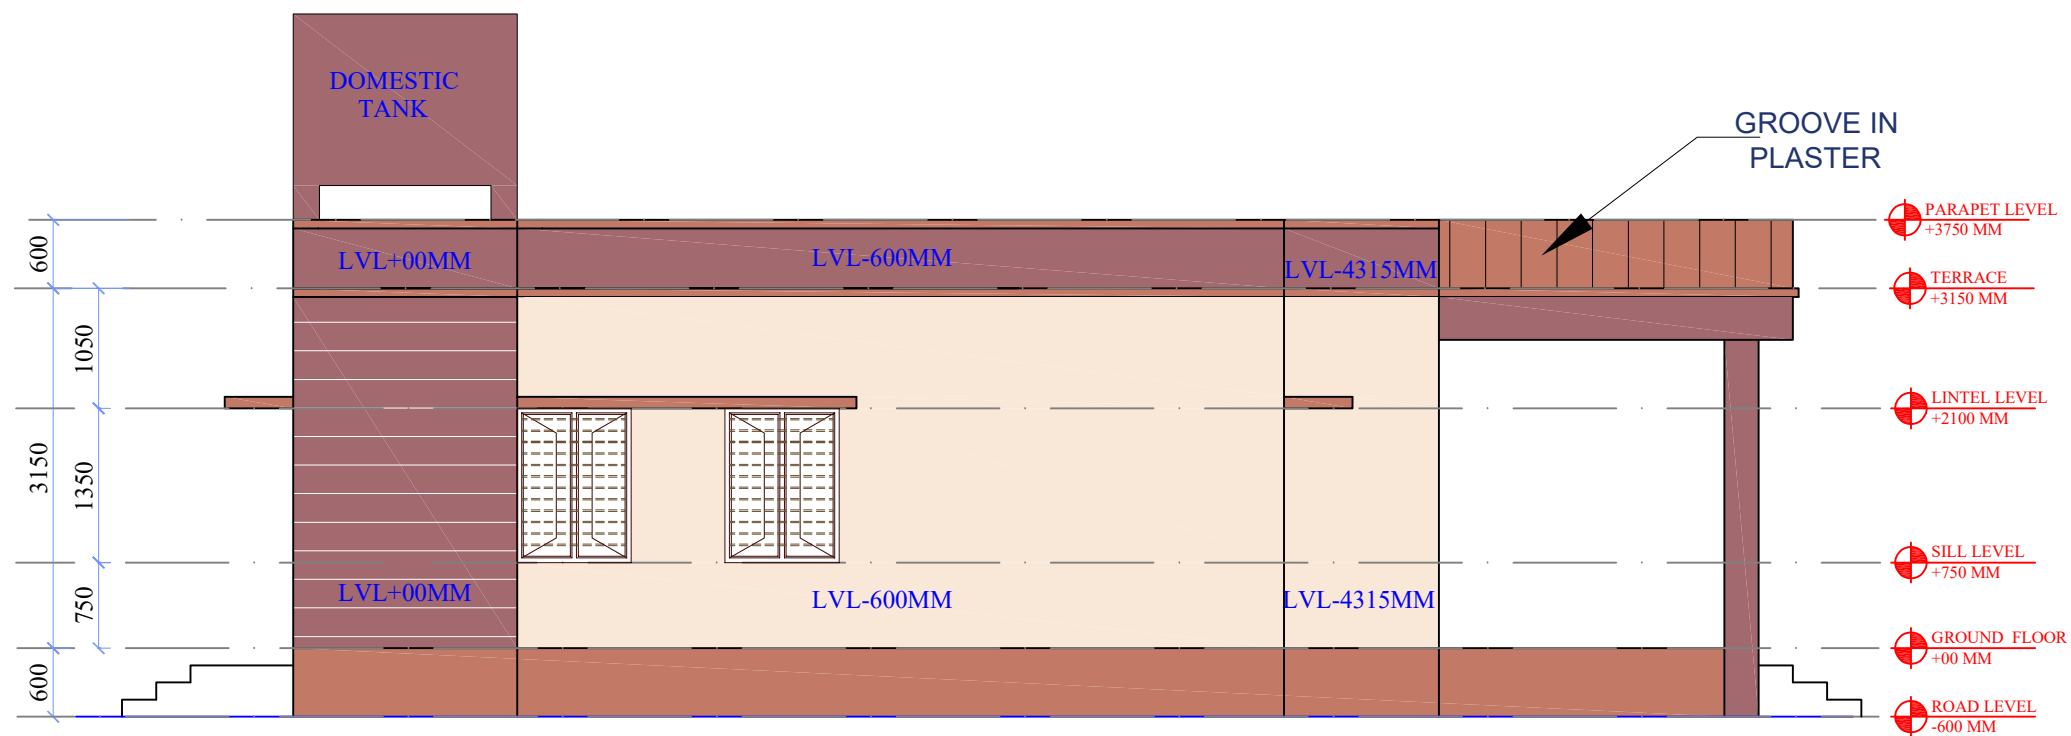 DOMESTIC
TANK
GROOVE IN
PLASTER
PARAPET LEVEL
+3750 MM
LVL+00MM
LVL-600MM
LVL-4315MM
TERRACE
+3150 MM
600
1050
3150
1350
750
600
LINTEL LEVEL
+2100 MM
SILL LEVEL
+750 MM
LVL+00MM
LVL-600MM
LVL-4315MM
GROUND FLOOR
+00 MM
ROAD LEVEL
-600 MM